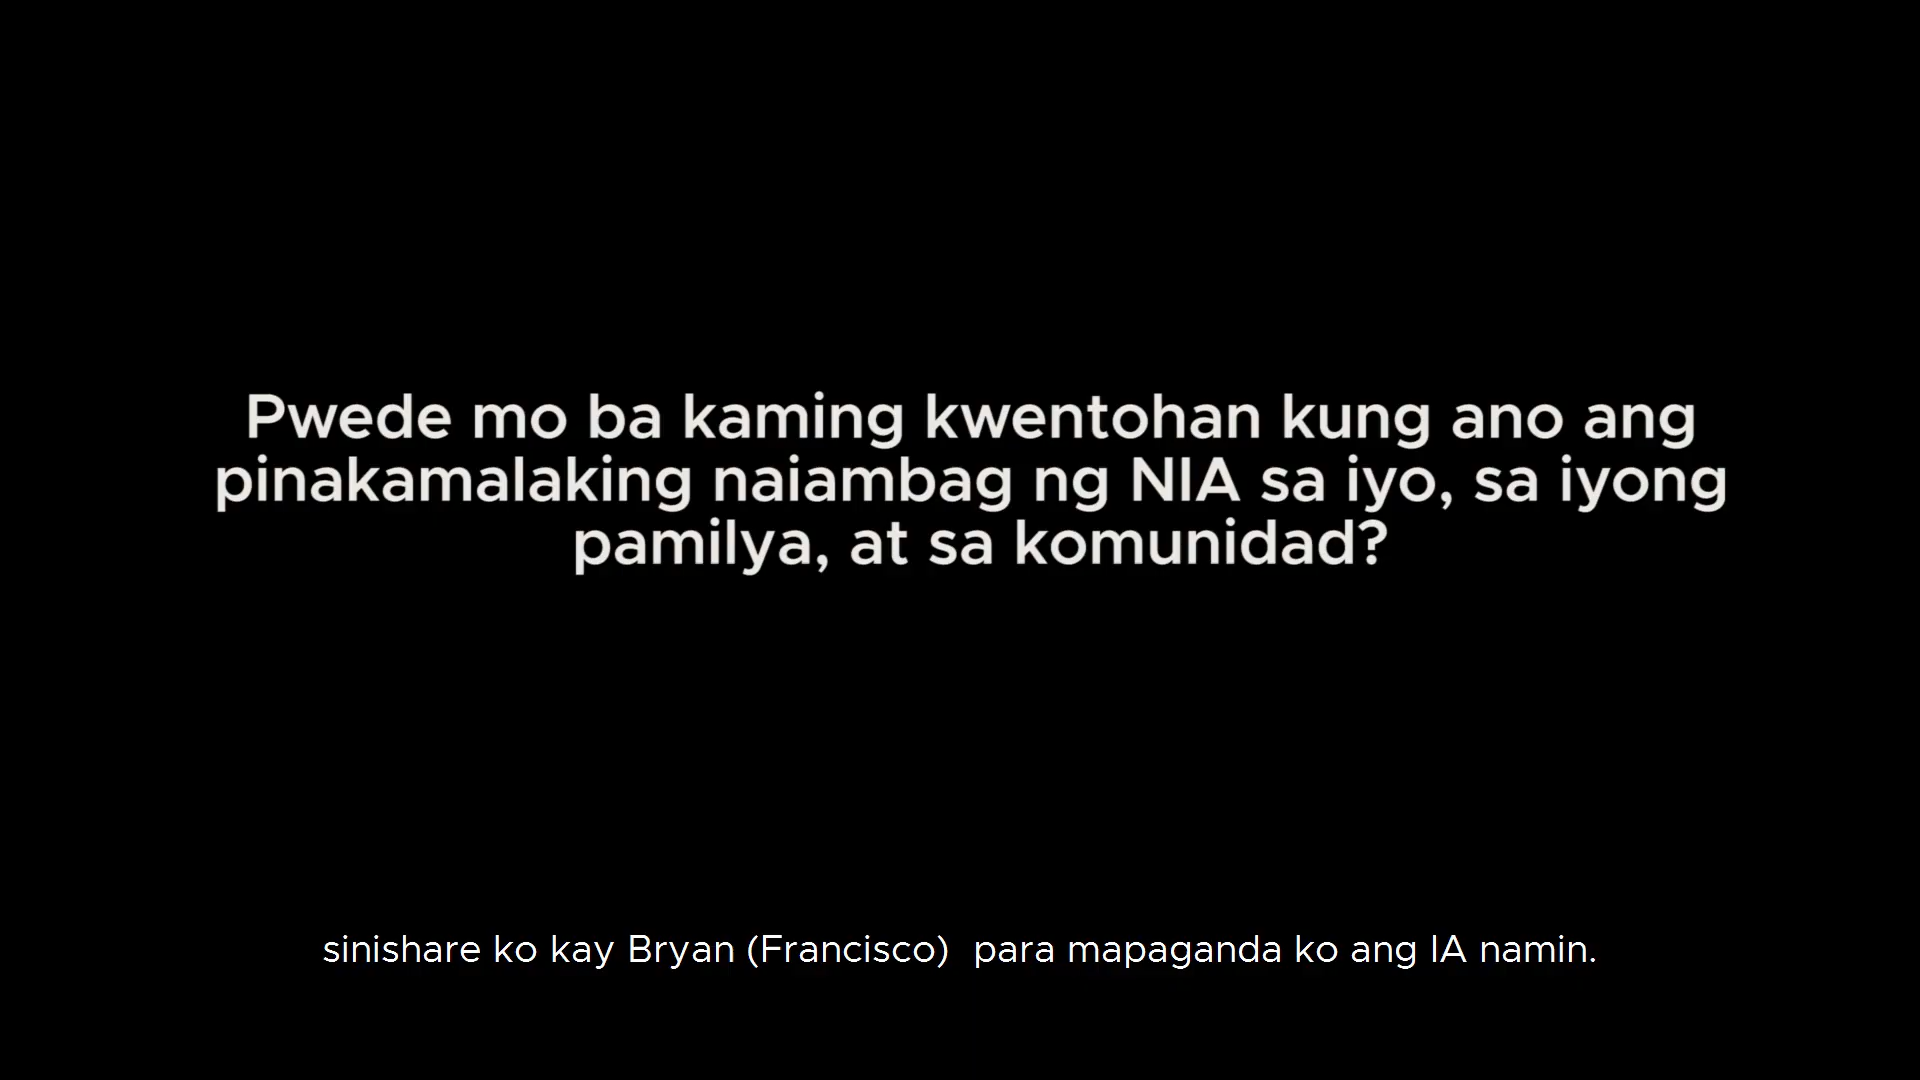 Pwede mo ba kaming kwentohan kung ano ang
pinakamalaking naiambag ng NIA sa iyo, sa iyong
pamilya, at sa komunidad?
sinishare ko kay Bryan (Francisco)  para mapaganda ko ang IA namin.